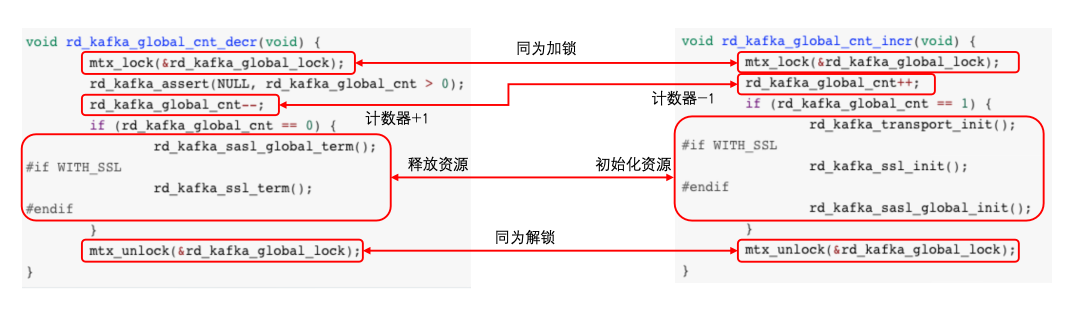 void rd_kafka_global_cnt_decr(void) {
mtx_lock(&rd_kafka_global_lock);
rd_kafka_assert(NULL, rd_kafka_global_cnt > 0);
rd_kafka_global_cnt--;
if (rd_kafka_global_cnt == 0) {
rd_kafka_sasl_global_term();
#if WITH_SSL
rd_kafka_ssl_term();
#endif
}
mtx_unlock(&rd_kafka_global_lock);
}
同为加锁
计数器+1
计数器−1
释放资源
初始化资源
同为解锁
void rd_kafka_global_cnt_incr(void) {
mtx_lock(&rd_kafka_global_lock);
rd_kafka_global_cnt++;
if (rd_kafka_global_cnt == 1) {
rd_kafka_transport_init();
#if WITH_SSL
rd_kafka_ssl_init();
#endif
rd_kafka_sasl_global_init();
}
mtx_unlock(&rd_kafka_global_lock);
}